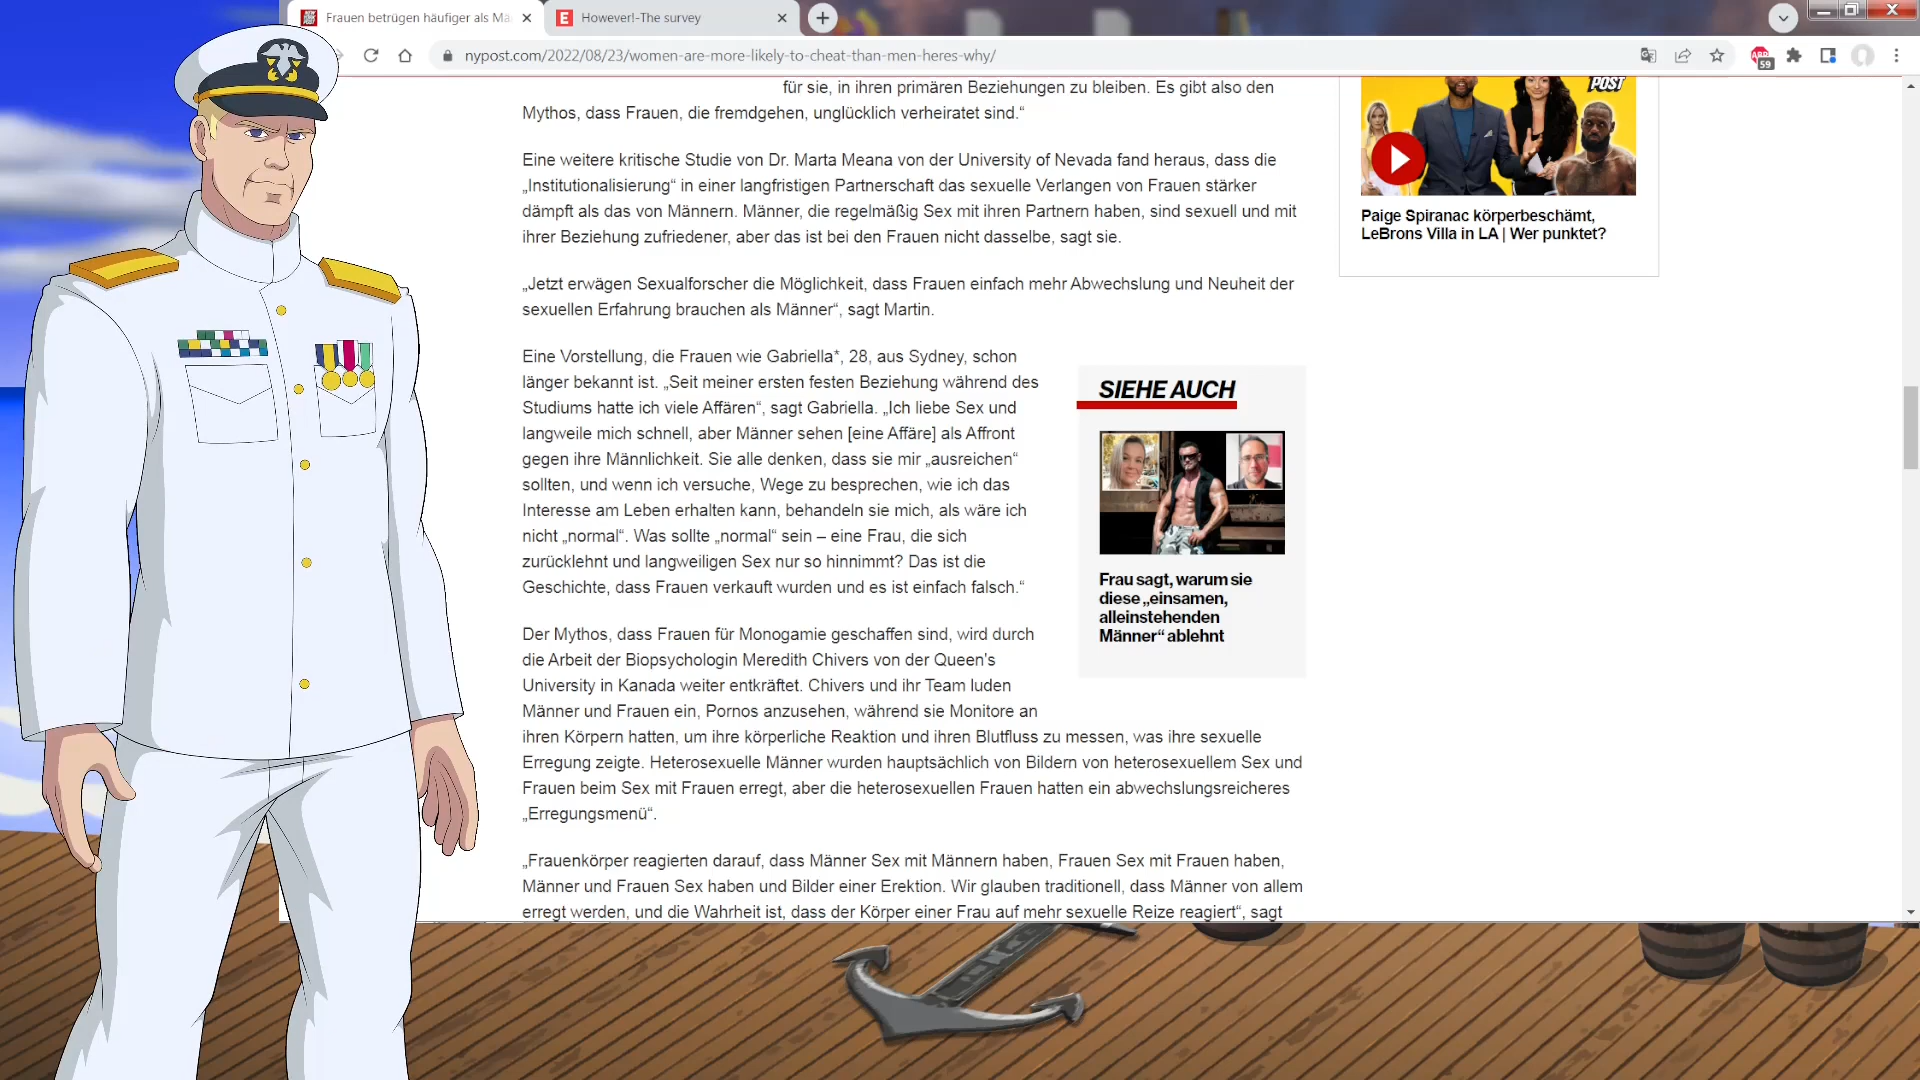 Frauen betrügen häufiger als Mä
However!-The survey
nypost.com/2022/08/23/women-are-more-likely-to-cheat-than-men-heres-why/
ABP
59
für sie, in ihren primären Beziehungen zu bleiben. Es gibt also den
Mythos, dass Frauen, die fremdgehen, unglücklich verheiratet sind.“
Eine weitere kritische Studie von Dr. Marta Meana von der University of Nevada fand heraus, dass die
„Institutionalisierung“ in einer langfristigen Partnerschaft das sexuelle Verlangen von Frauen stärker
dämpft als das von Männern. Männer, die regelmäßig Sex mit ihren Partnern haben, sind sexuell und mit
ihrer Beziehung zufriedener, aber das ist bei den Frauen nicht dasselbe, sagt sie.
„Jetzt erwägen Sexualforscher die Möglichkeit, dass Frauen einfach mehr Abwechslung und Neuheit der
sexuellen Erfahrung brauchen als Männer“, sagt Martin.
Eine Vorstellung, die Frauen wie Gabriella*, 28, aus Sydney, schon
länger bekannt ist. „Seit meiner ersten festen Beziehung während des
Studiums hatte ich viele Affären“, sagt Gabriella. „Ich liebe Sex und
langweile mich schnell, aber Männer sehen [eine Affäre] als Affront
gegen ihre Männlichkeit. Sie alle denken, dass sie mir „ausreichen“
sollten, und wenn ich versuche, Wege zu besprechen, wie ich das
Interesse am Leben erhalten kann, behandeln sie mich, als wäre ich
nicht „normal“. Was sollte „normal“ sein – eine Frau, die sich
zurücklehnt und langweiligen Sex nur so hinnimmt? Das ist die
Geschichte, dass Frauen verkauft wurden und es ist einfach falsch.“
Der Mythos, dass Frauen für Monogamie geschaffen sind, wird durch
die Arbeit der Biopsychologin Meredith Chivers von der Queen's
University in Kanada weiter entkräftet. Chivers und ihr Team luden
Männer und Frauen ein, Pornos anzusehen, während sie Monitore an
ihren Körpern hatten, um ihre körperliche Reaktion und ihren Blutfluss zu messen, was ihre sexuelle
Erregung zeigte. Heterosexuelle Männer wurden hauptsächlich von Bildern von heterosexuellem Sex und
Frauen beim Sex mit Frauen erregt, aber die heterosexuellen Frauen hatten ein abwechslungsreicheres
„Erregungsmenü“.
„Frauenkörper reagierten darauf, dass Männer Sex mit Männern haben, Frauen Sex mit Frauen haben,
Männer und Frauen Sex haben und Bilder einer Erektion. Wir glauben traditionell, dass Männer von allem
erregt werden, und die Wahrheit ist, dass der Körper einer Frau auf mehr sexuelle Reize reagiert“, sagt
POST
Paige Spiranac körperbeschämt,
LeBrons Villa in LA | Wer punktet?
SIEHE AUCH
Frau sagt, warum sie
diese „einsamen,
alleinstehenden
Männer“ ablehnt